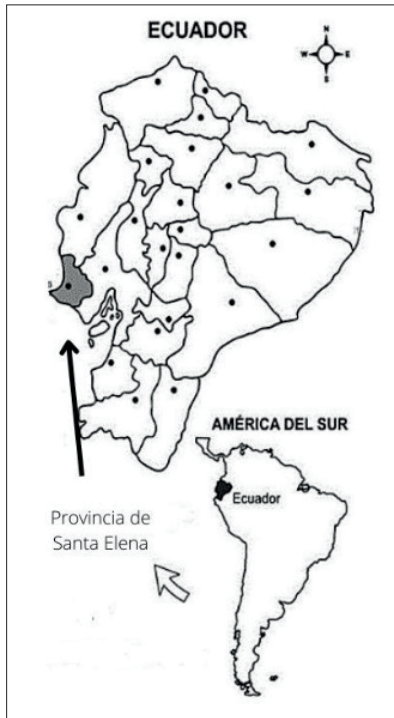 ECUADOR
N
W E
S
AMÉRICA DEL SUR
Ecuador
Provincia de
Santa Elena